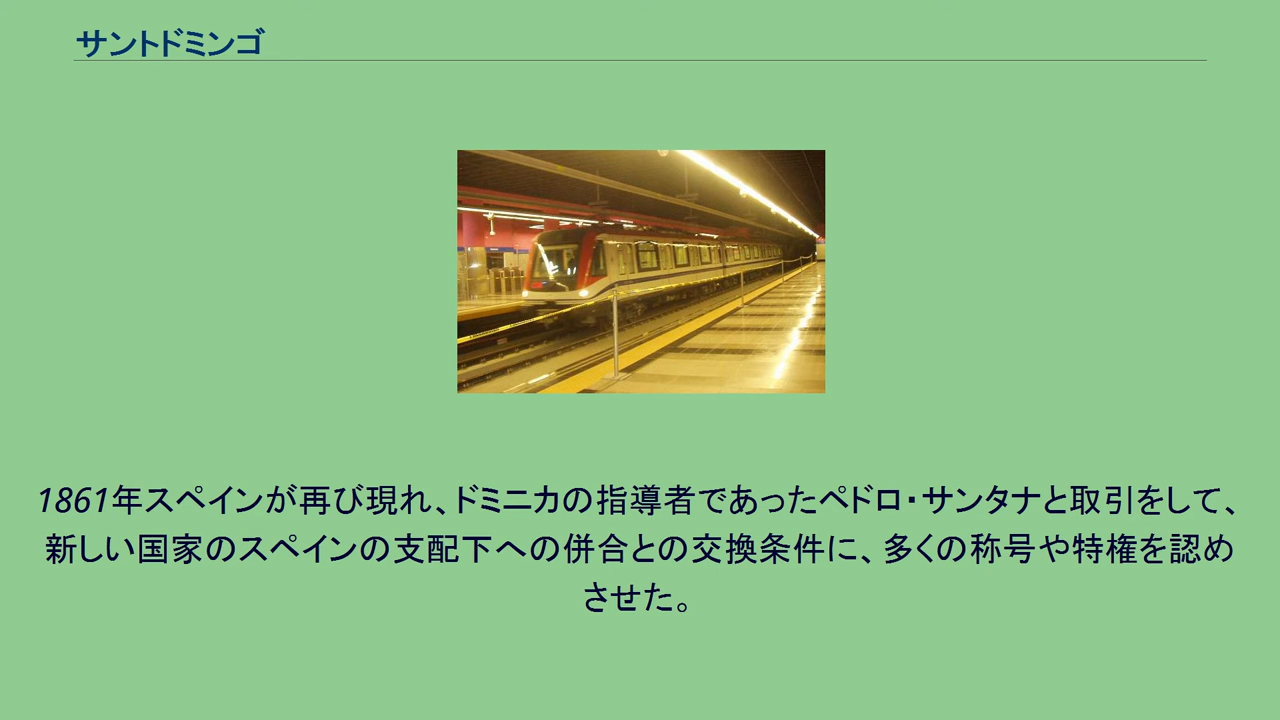 サントドミンゴ
1861年スペインが再び現れ、ドミニカの指導者であったペドロ・サンタナと取引をして、
新しい国家のスペインの支配下への併合との交換条件に、多くの称号や特権を認め
させた。